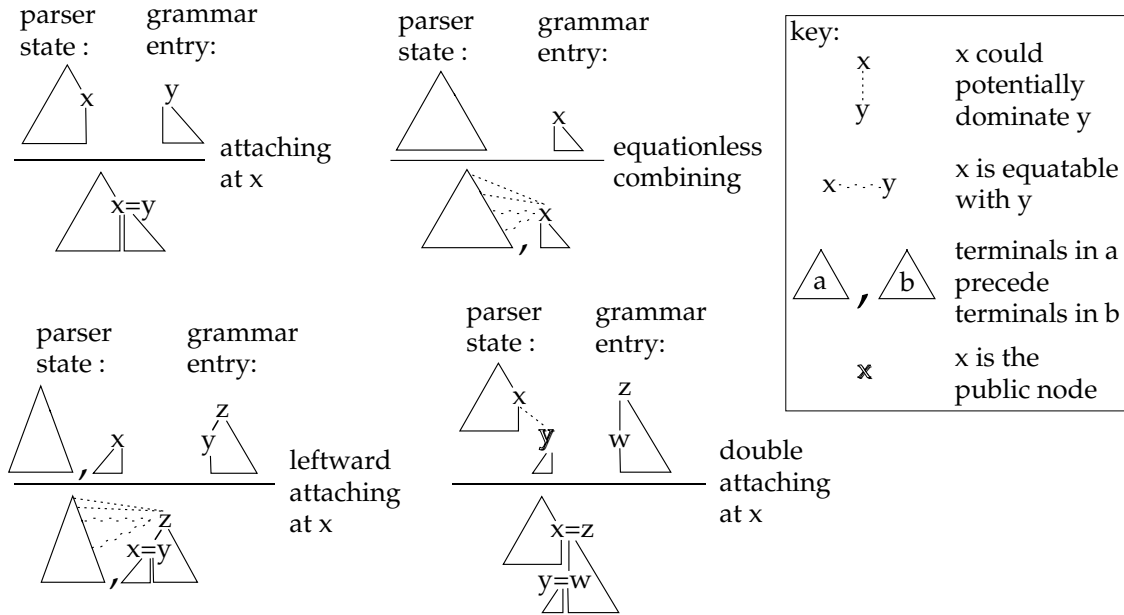 parser grammar
state : entry:
x y
attaching
at x
x=y
parser grammar
state : entry:
x
equationless
combining
x
,
key:
x x could
potentially
y dominate y
x y x is equatable
with y
a , b terminals in a
precede
terminals in b
x x is the
public node
parser grammar
state : entry:
z
x y
,
leftward
attaching
at x
z
x=y
,
parser grammar
state : entry:
x z
y w
double
attaching
at x
x=z
y=w